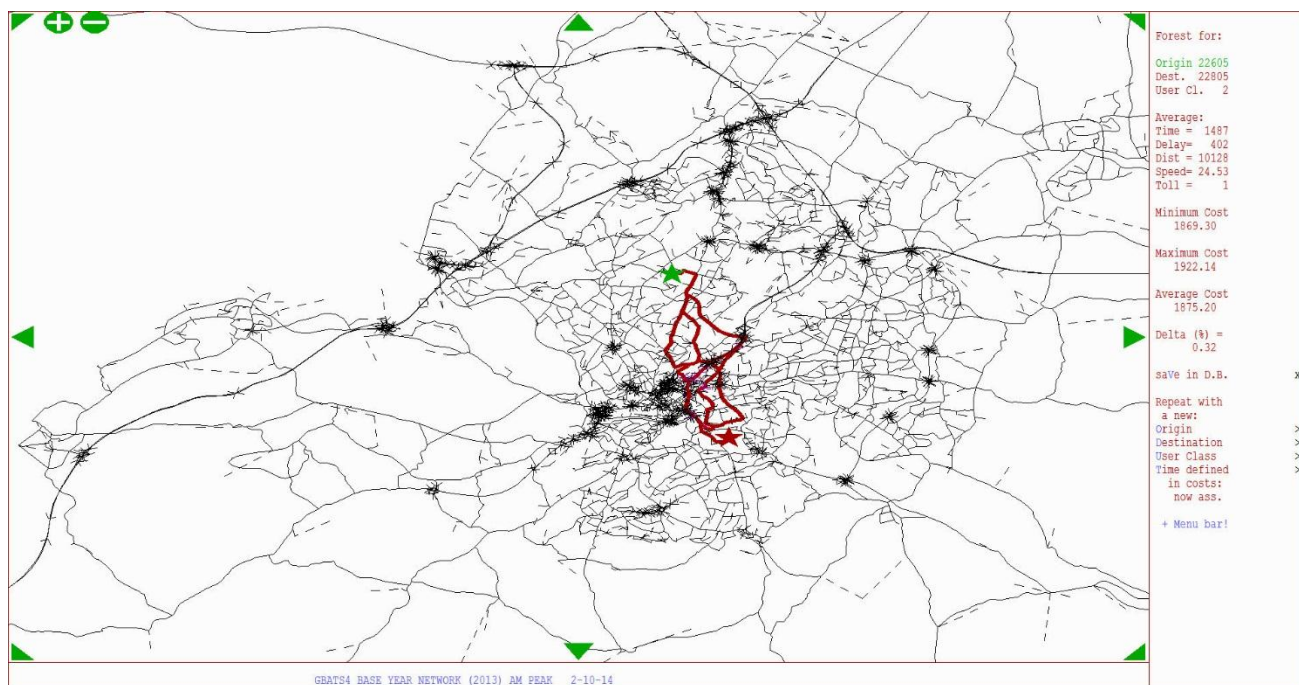 Forest for:
Origin 22605
Dest. 22805
User Cl. 2
Average:
Time = 1487
Delay= 402
Dist = 10128
Speed= 24.53
Toll = 1
Minimum Cost
1869.30
Maximum Cost
1922.14
Average Cost
1875.20
Delta (%) =
0.32
saVe in D.B. x
Repeat with
a new:
Origin >
Destination >
User Class >
Time defined >
in costs:
now ass.
+ Menu bar!
GBATS4 BASE YEAR NETWORK (2013) AM PEAK 2-10-14